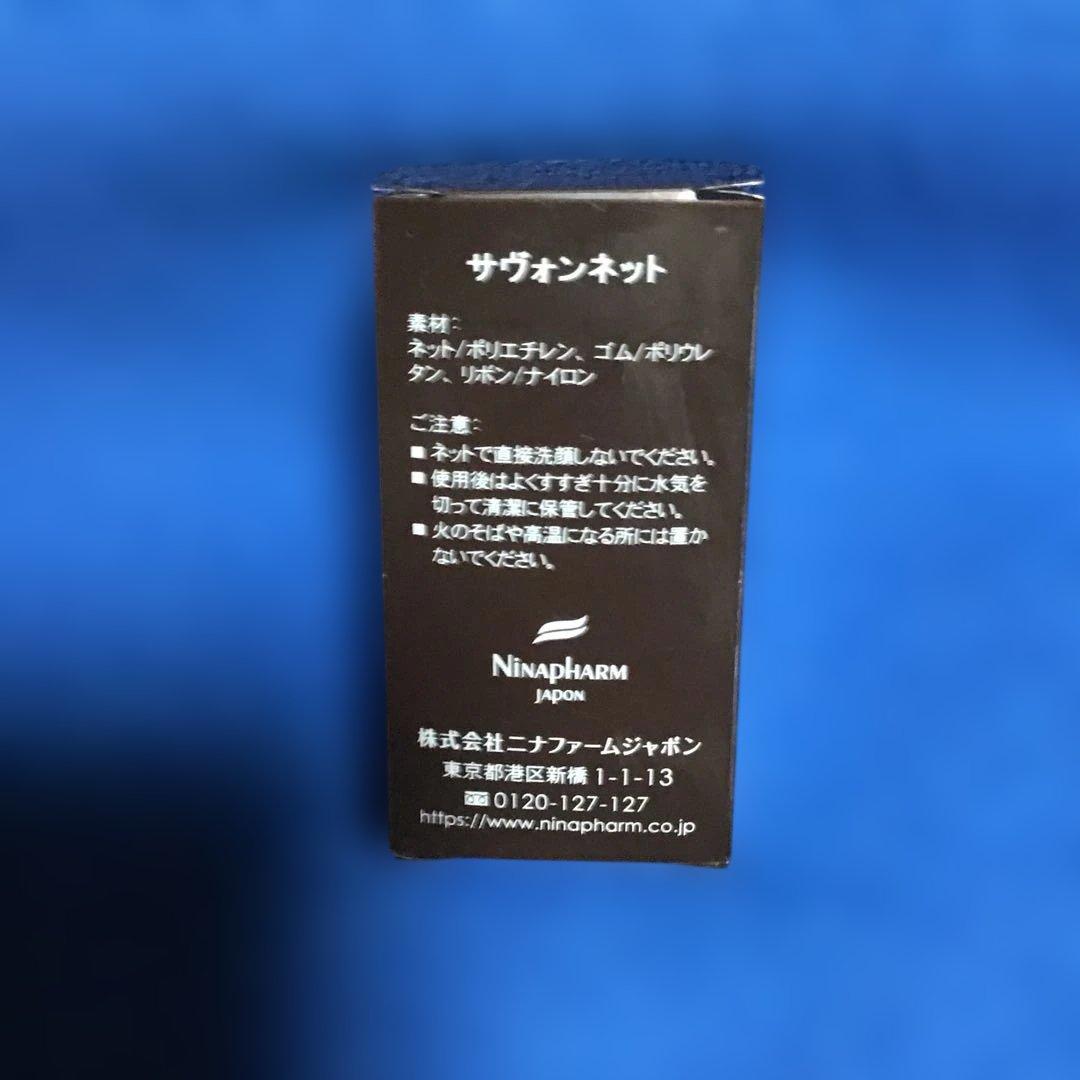 サヴォンネット
素材:
ネット/ポリエチレン、ゴム/ポリウレ
タン、リボン/ナイロン
ご注意:
■ ネットで直接洗顔しないでください。
■ 使用後はよくすすぎ十分に水気を
切って清潔に保管してください。
■ 火のそばや高温になる所には置か
ないでください。
NINAPHARM
JAPON
株式会社ニナファームジャポン
東京都港区新橋 1-1-13
0120-127-127
https://www.ninapharm.co.jp